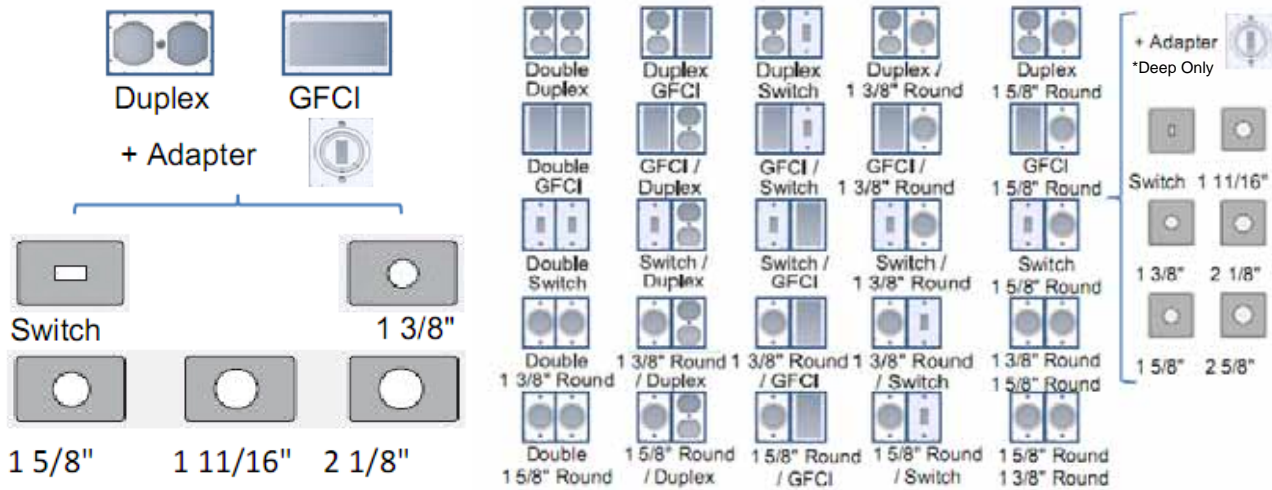 Duplex GFCI
+ Adapter
Switch 1 3/8"
1 5/8" 1 11/16" 2 1/8"
Double
Duplex
Duplex
GFCI
Duplex
Switch
Duplex /
1 3/8" Round
Duplex
1 5/8" Round
Double
GFCI
GFCI /
Duplex
GFCI /
Switch
GFCI /
1 3/8" Round
GFCI
1 5/8" Round
Double
Switch
Switch /
Duplex
Switch /
GFCI
Switch /
1 3/8" Round
Switch
1 5/8" Round
Double
1 3/8" Round
1 3/8" Round
/ Duplex
1 3/8" Round
/ GFCI
1 3/8" Round
/ Switch
1 3/8" Round
1 5/8" Round
Double
1 5/8" Round
1 5/8" Round
/ Duplex
1 5/8" Round
/ GFCI
1 5/8" Round
/ Switch
1 5/8" Round
1 3/8" Round
+ Adapter
*Deep Only
Switch 1 11/16"
1 3/8" 2 1/8"
1 5/8" 2 5/8"